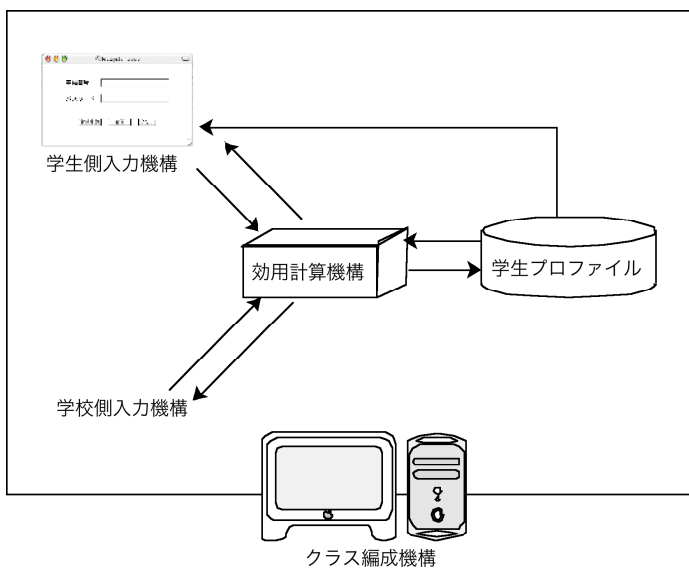 学生側入力機構
効用計算機構
学生プロファイル
学校側入力機構
クラス編成機構